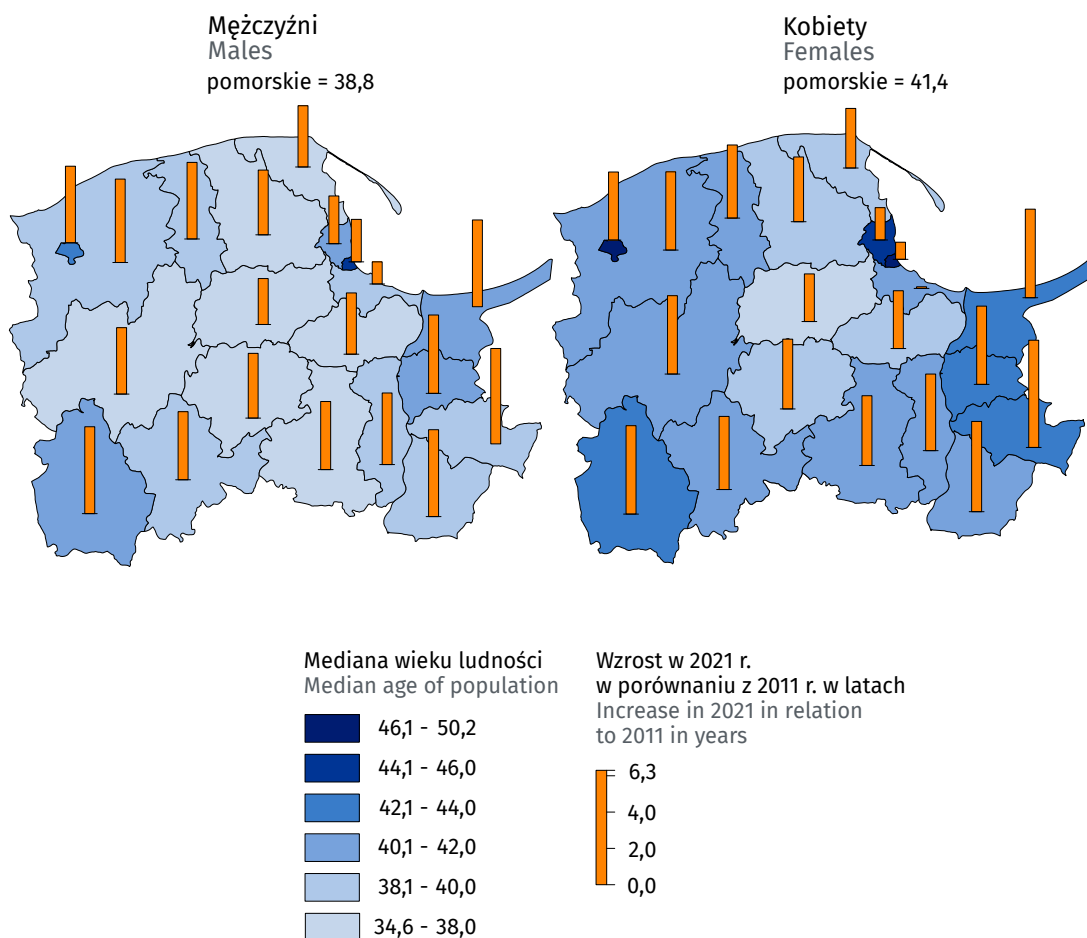 Mężczyźni
Males
pomorskie = 38,8
Kobiety
Females
pomorskie = 41,4
Mediana wieku ludności
Median age of population
46,1 - 50,2
44,1 - 46,0
42,1 - 44,0
40,1 - 42,0
38,1 - 40,0
34,6 - 38,0
Wzrost w 2021 r.
w porównaniu z 2011 r. w latach
Increase in 2021 in relation
to 2011 in years
6,3
4,0
2,0
0,0